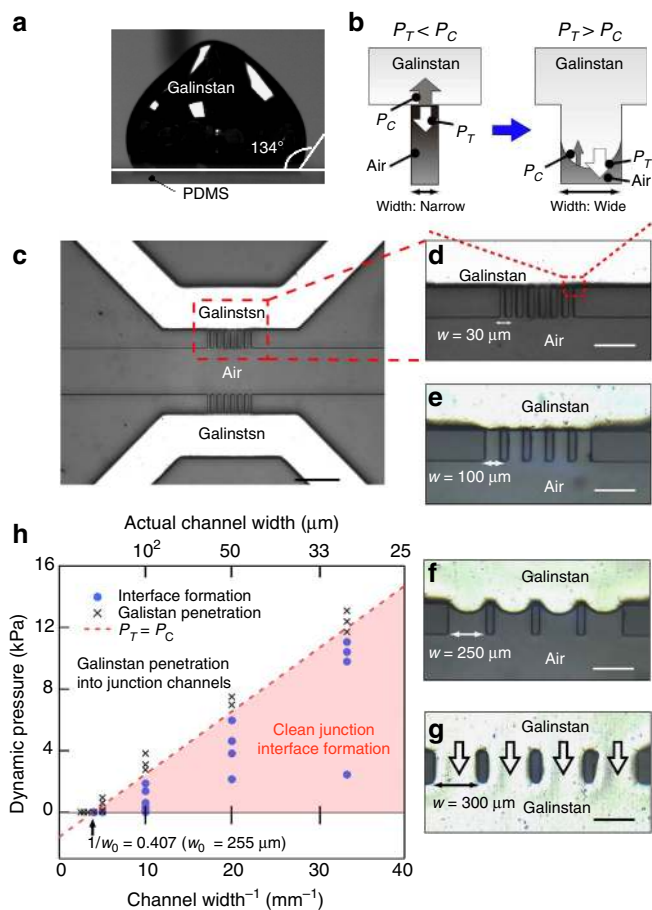 a
Galinstan
134°
PDMS
b
P_T < P_C
P_T > P_C
Galinstan
Galinstan
P_C
P_T
P_C
P_T
Air
Air
Width: Narrow
Width: Wide
c
Galinstsn
Air
Galinstsn
d
Galinstan
w = 30 μm
Air
e
Galinstan
w = 100 μm
Air
f
Galinstan
w = 250 μm
Air
g
Galinstan
w = 300 μm
Galinstan
h
Actual channel width (μm)
10² 50 33 25
16
12
8
4
0
Dynamic pressure (kPa)
Interface formation
Galistan penetration
P_T = P_C
Galinstan penetration
into junction channels
Clean junction
interface formation
1/w₀ = 0.407 (w₀ = 255 μm)
0 10 20 30 40
Channel width⁻¹ (mm⁻¹)